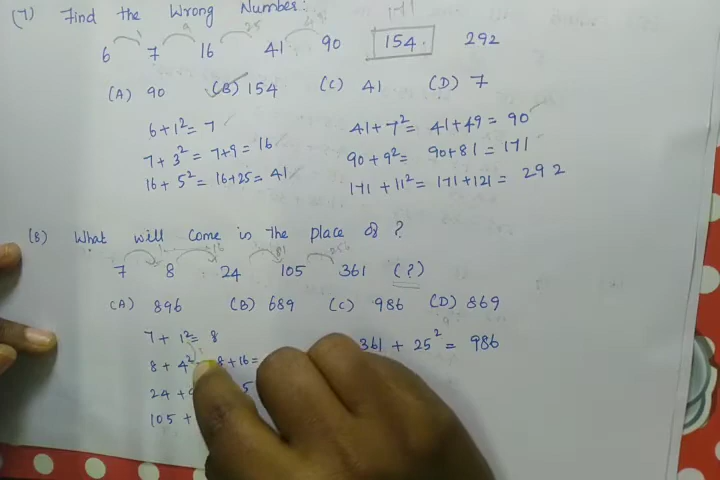 (7) Find the Wrong Number:
6 7 16 41 90 154. 292
(A) 90 (B) 154 (C) 41 (D) 7
6 + 1² = 7
7 + 3² = 7+9 = 16
16 + 5² = 16+25 = 41
41 + 7² = 41 + 49 = 90
90 + 9² = 90 + 81 = 171
171 + 11² = 171 + 121 = 292
(8) What will come is the place of ?
7 8 24 105 361 (?)
(A) 896 (B) 689 (C) 986 (D) 869
7 + 1² = 8
8 + 4² 8 + 16 =
24 +
105 +
361 + 25² = 986